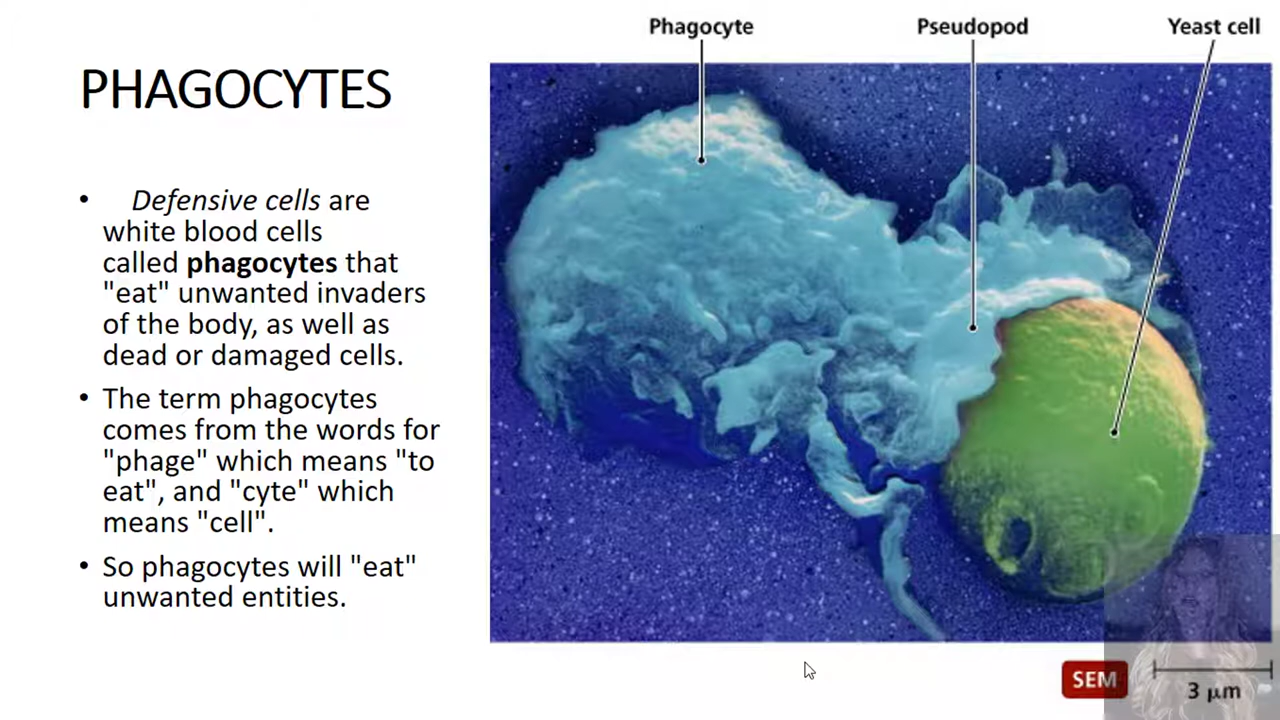 PHAGOCYTES
• Defensive cells are
white blood cells
called phagocytes that
"eat" unwanted invaders
of the body, as well as
dead or damaged cells.
• The term phagocytes
comes from the words for
"phage" which means "to
eat", and "cyte" which
means "cell".
• So phagocytes will "eat"
unwanted entities.
Phagocyte
Pseudopod
Yeast cell
SEM
3 µm